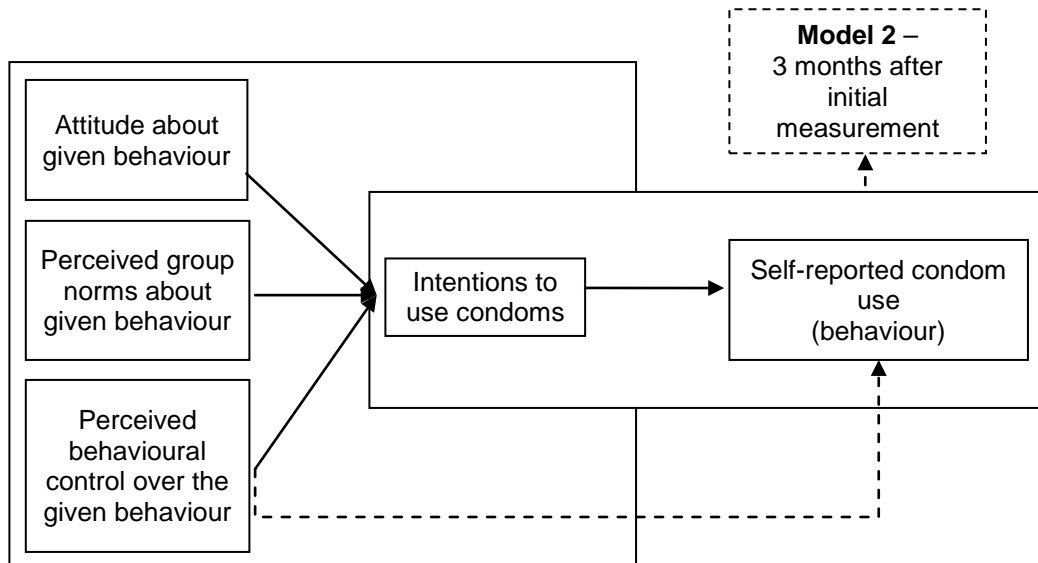 Model 2 –
3 months after
initial
measurement
Attitude about
given behaviour
Perceived group
norms about
given behaviour
Intentions to
use condoms
Self-reported condom
use
(behaviour)
Perceived
behavioural
control over the
given behaviour